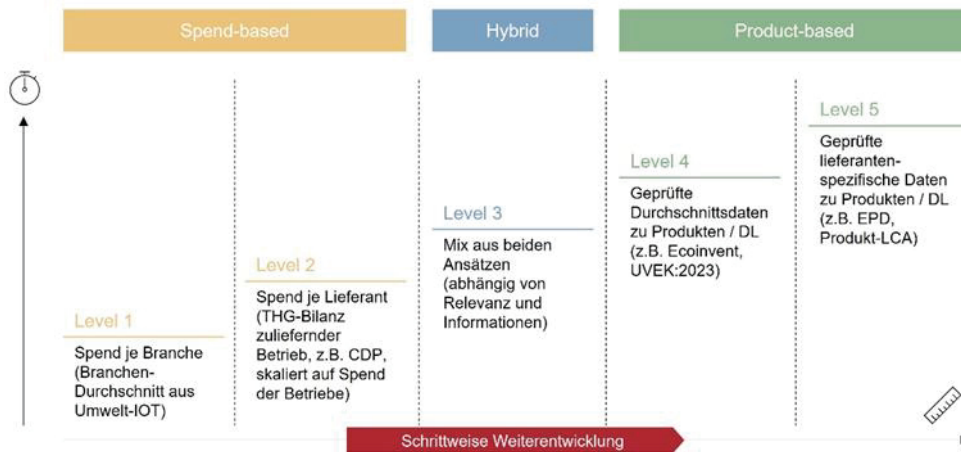 Spend-based
Hybrid
Product-based
Level 1
Spend je Branche
(Branchen-
Durchschnitt aus
Umwelt-IOT)
Level 2
Spend je Lieferant
(THG-Bilanz
zuliefernder
Betrieb, z.B. CDP,
skaliert auf Spend
der Betriebe)
Level 3
Mix aus beiden
Ansätzen
(abhängig von
Relevanz und
Informationen)
Level 4
Geprüfte
Durchschnittsdaten
zu Produkten / DL
(z.B. Ecoinvent,
UVEK:2023)
Level 5
Geprüfte
lieferanten-
spezifische Daten
zu Produkten / DL
(z.B. EPD,
Produkt-LCA)
Schrittweise Weiterentwicklung